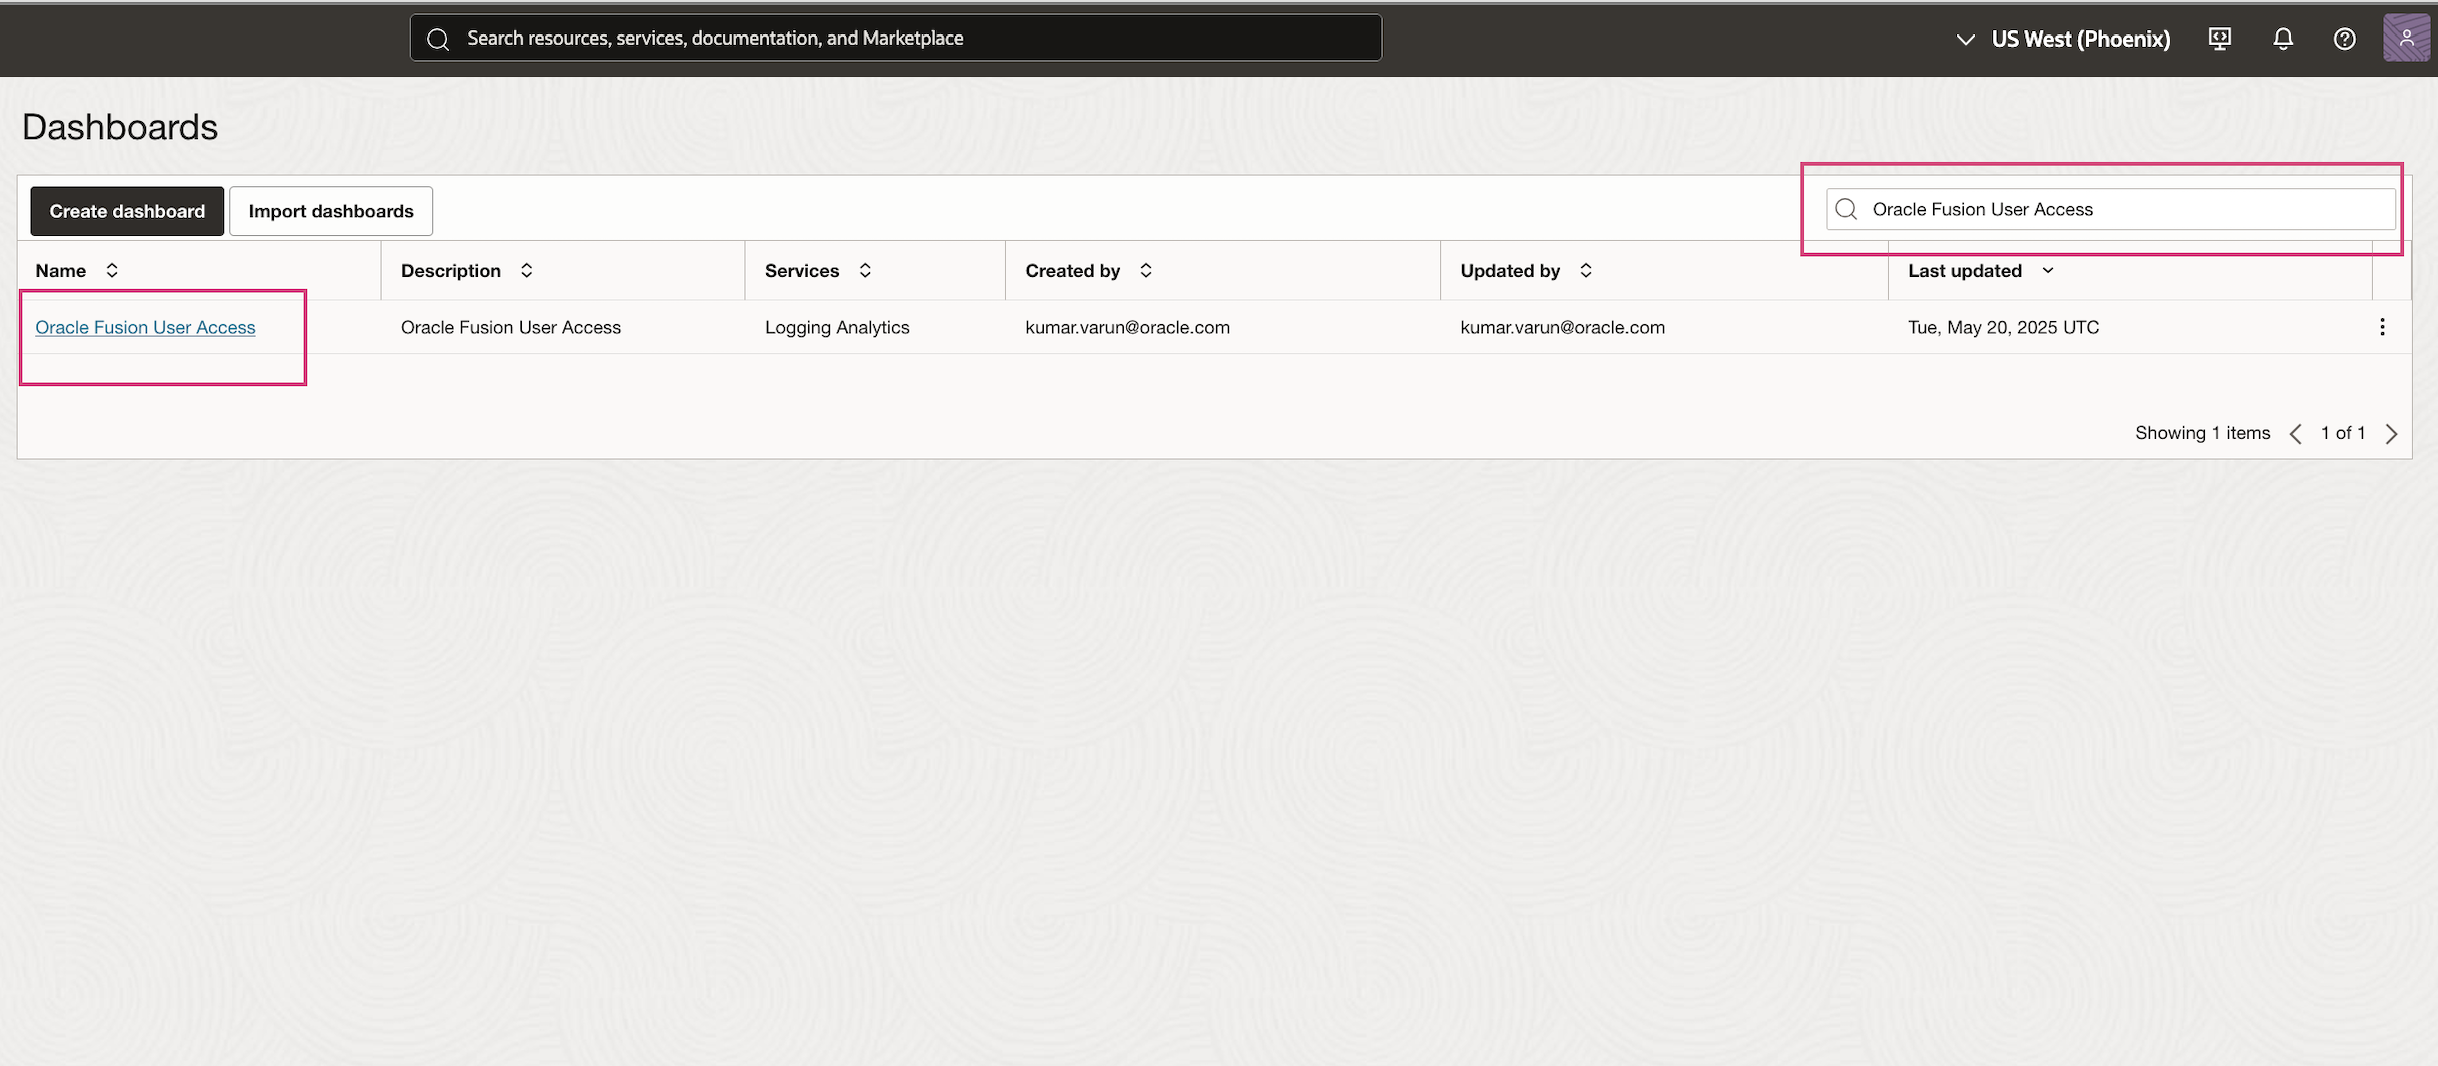 Search resources, services, documentation, and Marketplace
US West (Phoenix)
Dashboards
Create dashboard
Import dashboards
Oracle Fusion User Access
Name
Description
Services
Created by
Updated by
Last updated
Oracle Fusion User Access
Oracle Fusion User Access
Logging Analytics
kumar.varun@oracle.com
kumar.varun@oracle.com
Tue, May 20, 2025 UTC
Showing 1 items
1 of 1